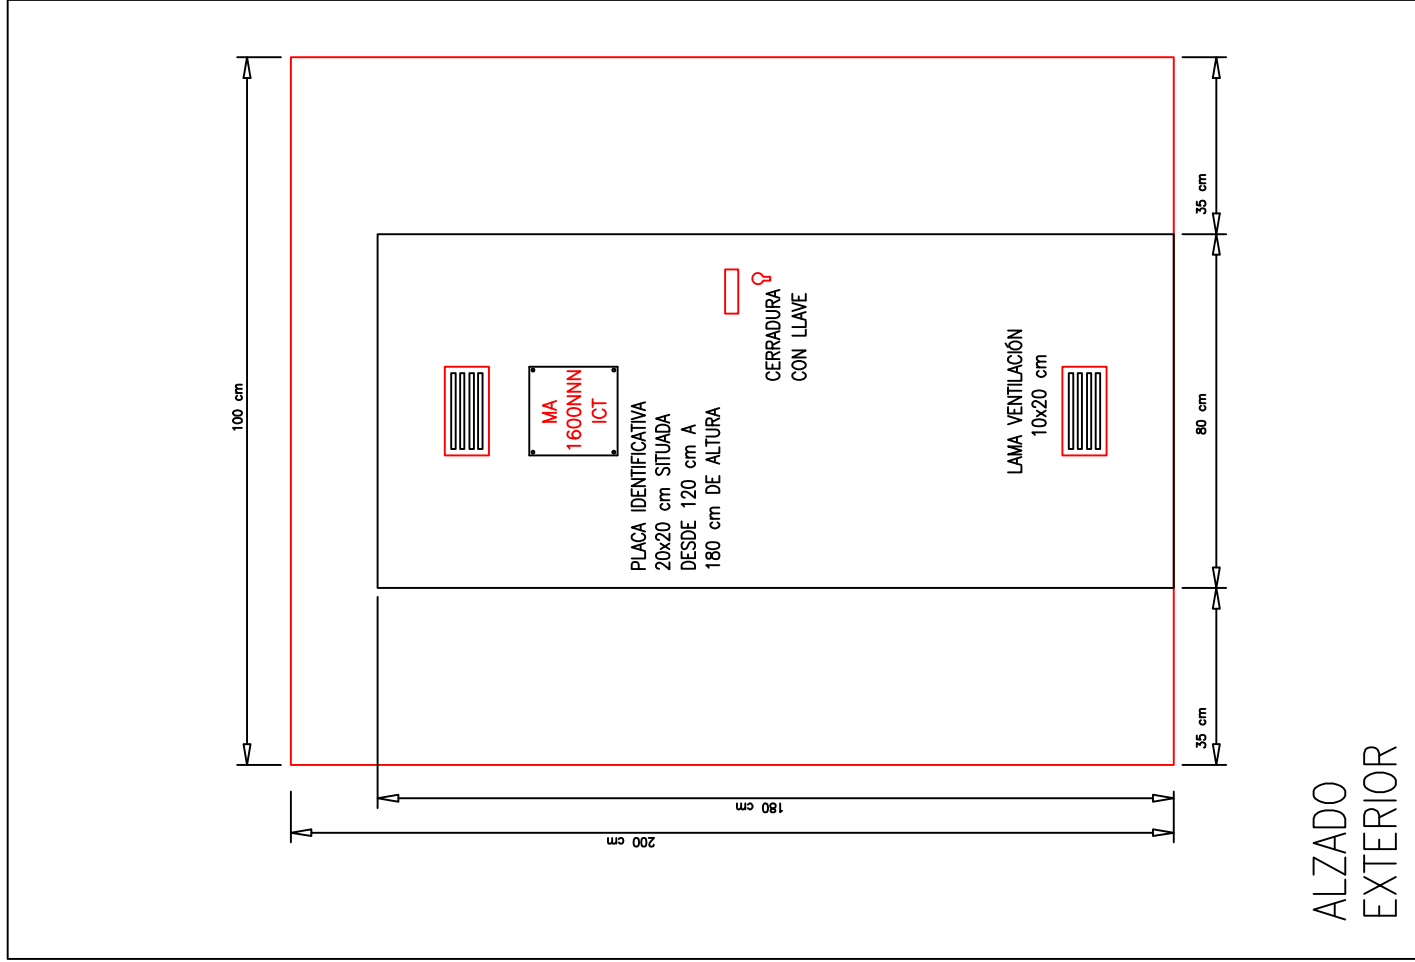 100 cm
MA
1600NNN
ICT
PLACA IDENTIFICATIVA
20x20 cm SITUADA
DESDE 120 cm A
180 cm DE ALTURA
CERRADURA
CON LLAVE
LAMA VENTILACIÓN
10x20 cm
35 cm
80 cm
35 cm
180 cm
200 cm
ALZADO
EXTERIOR